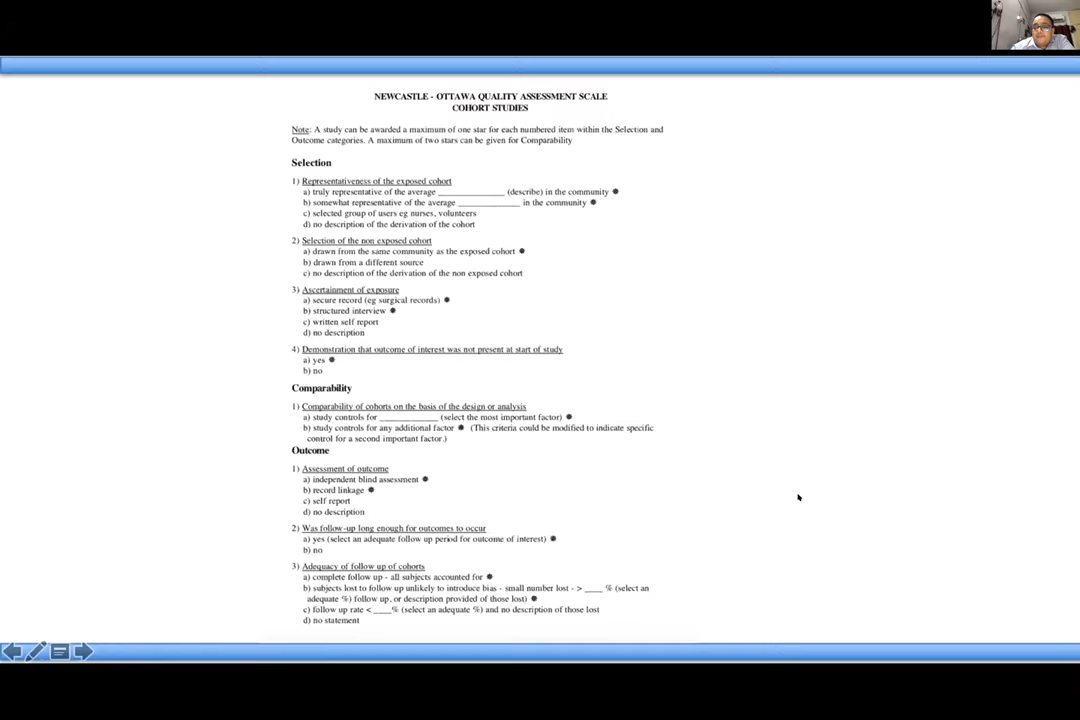 NEWCASTLE - OTTAWA QUALITY ASSESSMENT SCALE
COHORT STUDIES
Note: A study can be awarded a maximum of one star for each numbered item within the Selection and
Outcome categories. A maximum of two stars can be given for Comparability
Selection
1) Representativeness of the exposed cohort
a) truly representative of the average _______________ (describe) in the community ✸
b) somewhat representative of the average ______________ in the community ✸
c) selected group of users eg nurses, volunteers
d) no description of the derivation of the cohort
2) Selection of the non exposed cohort
a) drawn from the same community as the exposed cohort ✸
b) drawn from a different source
c) no description of the derivation of the non exposed cohort
3) Ascertainment of exposure
a) secure record (eg surgical records) ✸
b) structured interview ✸
c) written self report
d) no description
4) Demonstration that outcome of interest was not present at start of study
a) yes ✸
b) no
Comparability
1) Comparability of cohorts on the basis of the design or analysis
a) study controls for _____________ (select the most important factor) ✸
b) study controls for any additional factor ✸ (This criteria could be modified to indicate specific
control for a second important factor.)
Outcome
1) Assessment of outcome
a) independent blind assessment ✸
b) record linkage ✸
c) self report
d) no description
2) Was follow-up long enough for outcomes to occur
a) yes (select an adequate follow up period for outcome of interest) ✸
b) no
3) Adequacy of follow up of cohorts
a) complete follow up - all subjects accounted for ✸
b) subjects lost to follow up unlikely to introduce bias - small number lost - > ____ % (select an
adequate %) follow up, or description provided of those lost) ✸
c) follow up rate < ____% (select an adequate %) and no description of those lost
d) no statement